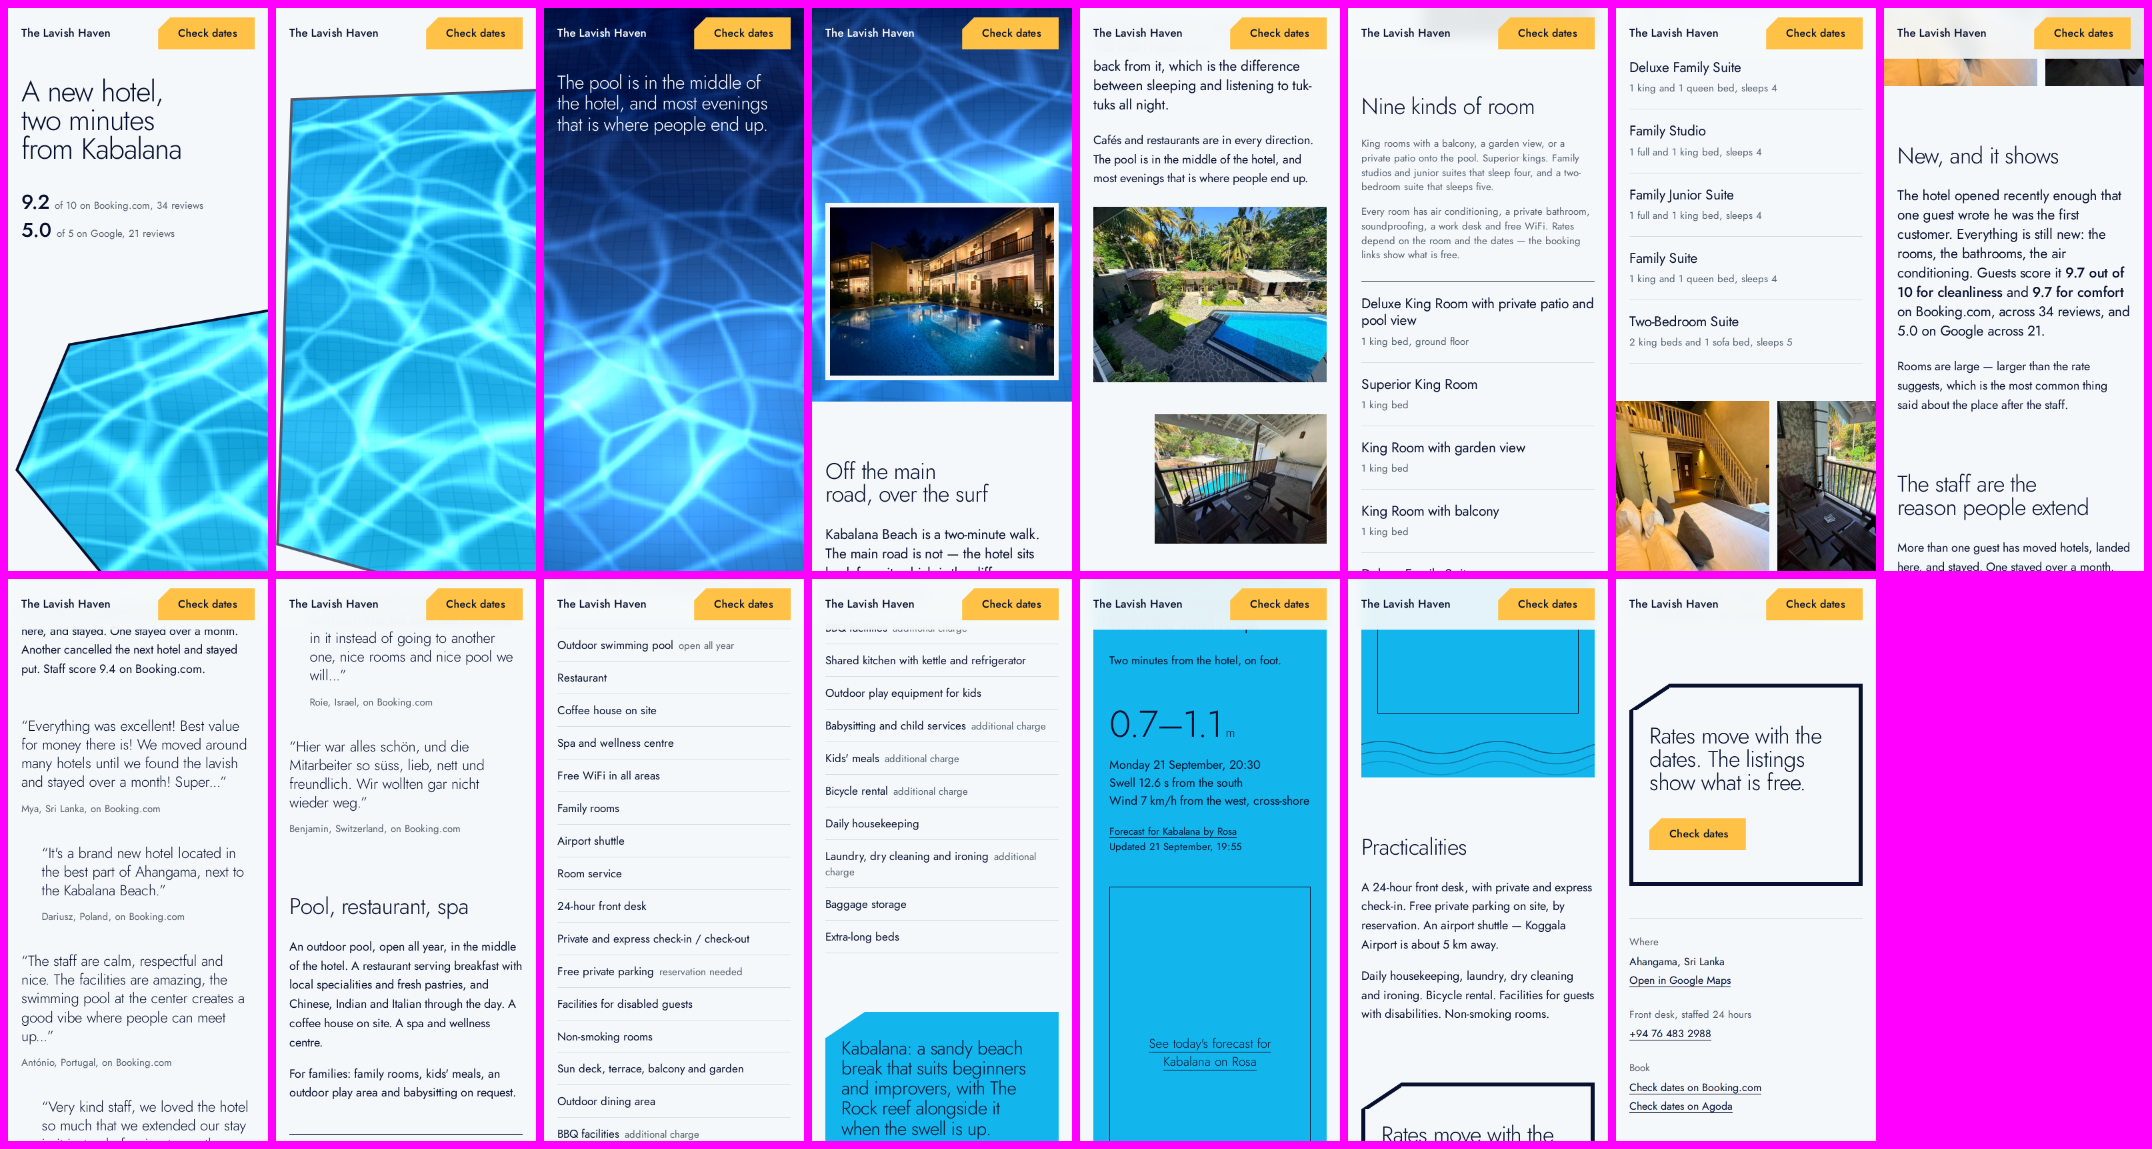 The Lavish Haven
Check dates
A new hotel,
two minutes
from Kabalana
9.2 of 10 on Booking.com, 34 reviews
5.0 of 5 on Google, 21 reviews
The Lavish Haven
Check dates
The Lavish Haven
Check dates
The pool is in the middle of
the hotel, and most evenings
that is where people end up.
The Lavish Haven
Check dates
Off the main
road, over the surf
Kabalana Beach is a two-minute walk.
The main road is not — the hotel sits
The Lavish Haven
Check dates
back from it, which is the difference
between sleeping and listening to tuk-
tuks all night.
Cafés and restaurants are in every direction.
The pool is in the middle of the hotel, and
most evenings that is where people end up.
The Lavish Haven
Check dates
Nine kinds of room
King rooms with a balcony, a garden view, or a
private patio onto the pool. Superior kings. Family
studios and junior suites that sleep four, and a two-
bedroom suite that sleeps five.
Every room has air conditioning, a private bathroom,
soundproofing, a work desk and free WiFi. Rates
depend on the room and the dates — the booking
links show what is free.
Deluxe King Room with private patio and
pool view
1 king bed, ground floor
Superior King Room
1 king bed
King Room with garden view
1 king bed
King Room with balcony
1 king bed
The Lavish Haven
Check dates
Deluxe Family Suite
1 king and 1 queen bed, sleeps 4
Family Studio
1 full and 1 king bed, sleeps 4
Family Junior Suite
1 full and 1 king bed, sleeps 4
Family Suite
1 king and 1 queen bed, sleeps 4
Two-Bedroom Suite
2 king beds and 1 sofa bed, sleeps 5
The Lavish Haven
Check dates
New, and it shows
The hotel opened recently enough that
one guest wrote he was the first
customer. Everything is still new: the
rooms, the bathrooms, the air
conditioning. Guests score it 9.7 out of
10 for cleanliness and 9.7 for comfort
on Booking.com, across 34 reviews, and
5.0 on Google across 21.
Rooms are large — larger than the rate
suggests, which is the most common thing
said about the place after the staff.
The staff are the
reason people extend
More than one guest has moved hotels, landed
here, and stayed. One stayed over a month.
The Lavish Haven
Check dates
here, and stayed. One stayed over a month.
Another cancelled the next hotel and stayed
put. Staff score 9.4 on Booking.com.
“Everything was excellent! Best value
for money there is! We moved around
many hotels until we found the lavish
and stayed over a month! Super...”
Mya, Sri Lanka, on Booking.com
“It's a brand new hotel located in
the best part of Ahangama, next to
the Kabalana Beach.”
Dariusz, Poland, on Booking.com
“The staff are calm, respectful and
nice. The facilities are amazing, the
swimming pool at the center creates a
good vibe where people can meet
up...”
António, Portugal, on Booking.com
“Very kind staff, we loved the hotel
so much that we extended our stay
The Lavish Haven
Check dates
in it instead of going to another
one, nice rooms and nice pool we
will...”
Roie, Israel, on Booking.com
“Hier war alles schön, und die
Mitarbeiter so süss, lieb, nett und
freundlich. Wir wollten gar nicht
wieder weg.”
Benjamin, Switzerland, on Booking.com
Pool, restaurant, spa
An outdoor pool, open all year, in the middle
of the hotel. A restaurant serving breakfast with
local specialities and fresh pastries, and
Chinese, Indian and Italian through the day. A
coffee house on site. A spa and wellness
centre.
For families: family rooms, kids' meals, an
outdoor play area and babysitting on request.
The Lavish Haven
Check dates
Outdoor swimming pool open all year
Restaurant
Coffee house on site
Spa and wellness centre
Free WiFi in all areas
Family rooms
Airport shuttle
Room service
24-hour front desk
Private and express check-in / check-out
Free private parking reservation needed
Facilities for disabled guests
Non-smoking rooms
Sun deck, terrace, balcony and garden
Outdoor dining area
BBQ facilities additional charge
The Lavish Haven
Check dates
BBQ facilities additional charge
Shared kitchen with kettle and refrigerator
Outdoor play equipment for kids
Babysitting and child services additional charge
Kids' meals additional charge
Bicycle rental additional charge
Daily housekeeping
Laundry, dry cleaning and ironing additional
charge
Baggage storage
Extra-long beds
Kabalana: a sandy beach
break that suits beginners
and improvers, with The
Rock reef alongside it
when the swell is up.
The Lavish Haven
Check dates
Two minutes from the hotel, on foot.
0.7–1.1 m
Monday 21 September, 20:30
Swell 12.6 s from the south
Wind 7 km/h from the west, cross-shore
Forecast for Kabalana by Rosa
Updated 21 September, 19:55
See today's forecast for
Kabalana on Rosa
The Lavish Haven
Check dates
Practicalities
A 24-hour front desk, with private and express
check-in. Free private parking on site, by
reservation. An airport shuttle — Koggala
Airport is about 5 km away.
Daily housekeeping, laundry, dry cleaning
and ironing. Bicycle rental. Facilities for guests
with disabilities. Non-smoking rooms.
Rates move with the
The Lavish Haven
Check dates
Rates move with the
dates. The listings
show what is free.
Check dates
Where
Ahangama, Sri Lanka
Open in Google Maps
Front desk, staffed 24 hours
+94 76 483 2988
Book
Check dates on Booking.com
Check dates on Agoda